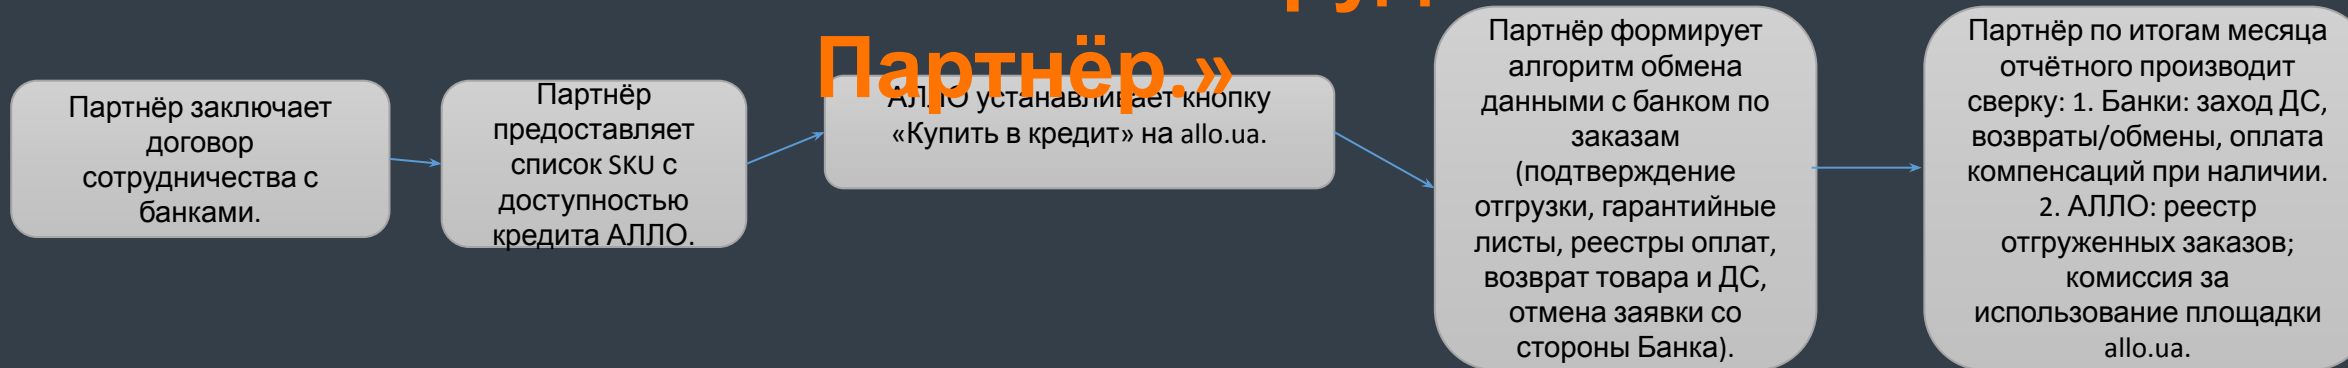 Партнёр.»
Партнёр заключает
договор
сотрудничества с
банками.
Партнёр
предоставляет
список SKU с
доступностью
кредита АЛЛО.
АЛЛО устанавливает кнопку
«Купить в кредит» на allo.ua.
Партнёр формирует
алгоритм обмена
данными с банком по
заказам
(подтверждение
отгрузки, гарантийные
листы, реестры оплат,
возврат товара и ДС,
отмена заявки со
стороны Банка).
Партнёр по итогам месяца
отчётного производит
сверку: 1. Банки: заход ДС,
возвраты/обмены, оплата
компенсаций при наличии.
2. АЛЛО: реестр
отгруженных заказов;
комиссия за
использование площадки
allo.ua.